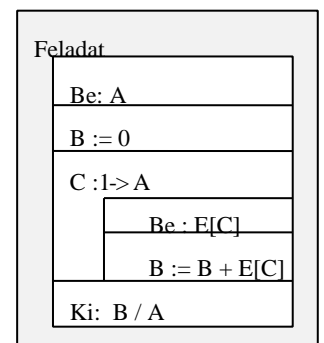 Feladat
Be: A
B := 0
C :1-> A
Be : E[C]
B := B + E[C]
Ki: B / A